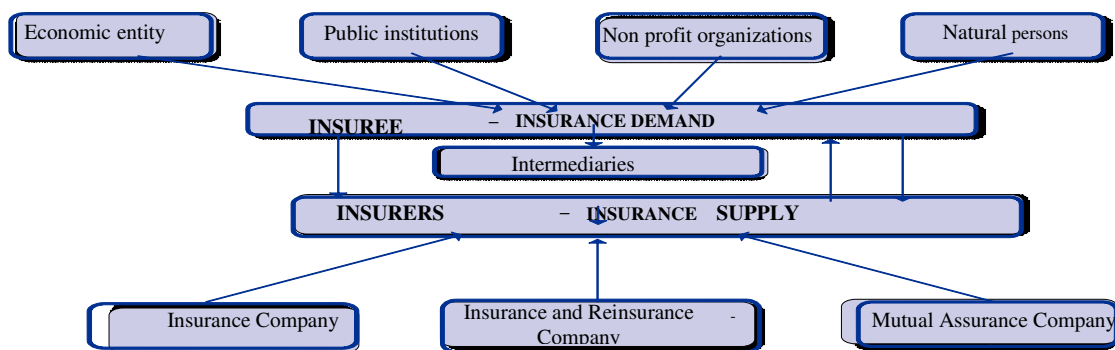 Economic entity
Public institutions
Non profit organizations
Natural persons
INSUREE – INSURANCE DEMAND
Intermediaries
INSURERS – INSURANCE SUPPLY
Insurance Company
Insurance and Reinsurance -
Company
Mutual Assurance Company